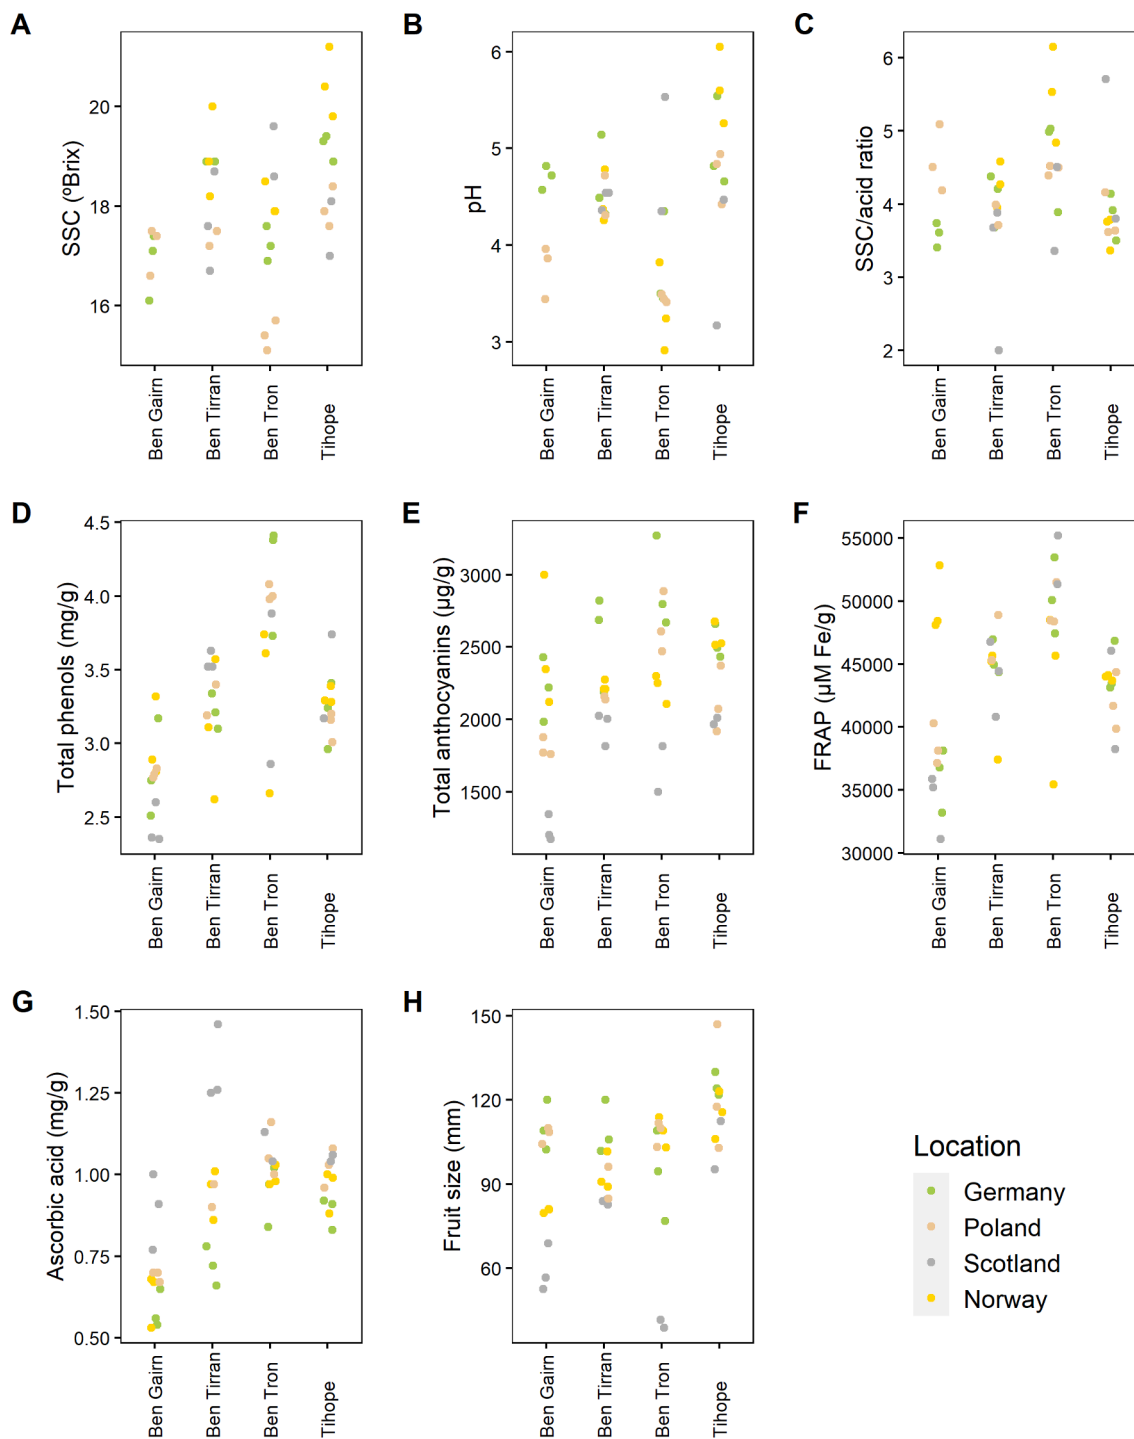 A
SSC (ºBrix)
20
18
16
Ben Gairn
Ben Tirran
Ben Tron
Tihope
B
pH
6
5
4
3
Ben Gairn
Ben Tirran
Ben Tron
Tihope
C
SSC/acid ratio
6
5
4
3
2
Ben Gairn
Ben Tirran
Ben Tron
Tihope
D
Total phenols (mg/g)
4.5
4.0
3.5
3.0
2.5
Ben Gairn
Ben Tirran
Ben Tron
Tihope
E
Total anthocyanins (µg/g)
3000
2500
2000
1500
Ben Gairn
Ben Tirran
Ben Tron
Tihope
F
FRAP (µM Fe/g)
55000
50000
45000
40000
35000
30000
Ben Gairn
Ben Tirran
Ben Tron
Tihope
G
Ascorbic acid (mg/g)
1.50
1.25
1.00
0.75
0.50
Ben Gairn
Ben Tirran
Ben Tron
Tihope
H
Fruit size (mm)
150
120
90
60
Ben Gairn
Ben Tirran
Ben Tron
Tihope
Location
Germany
Poland
Scotland
Norway